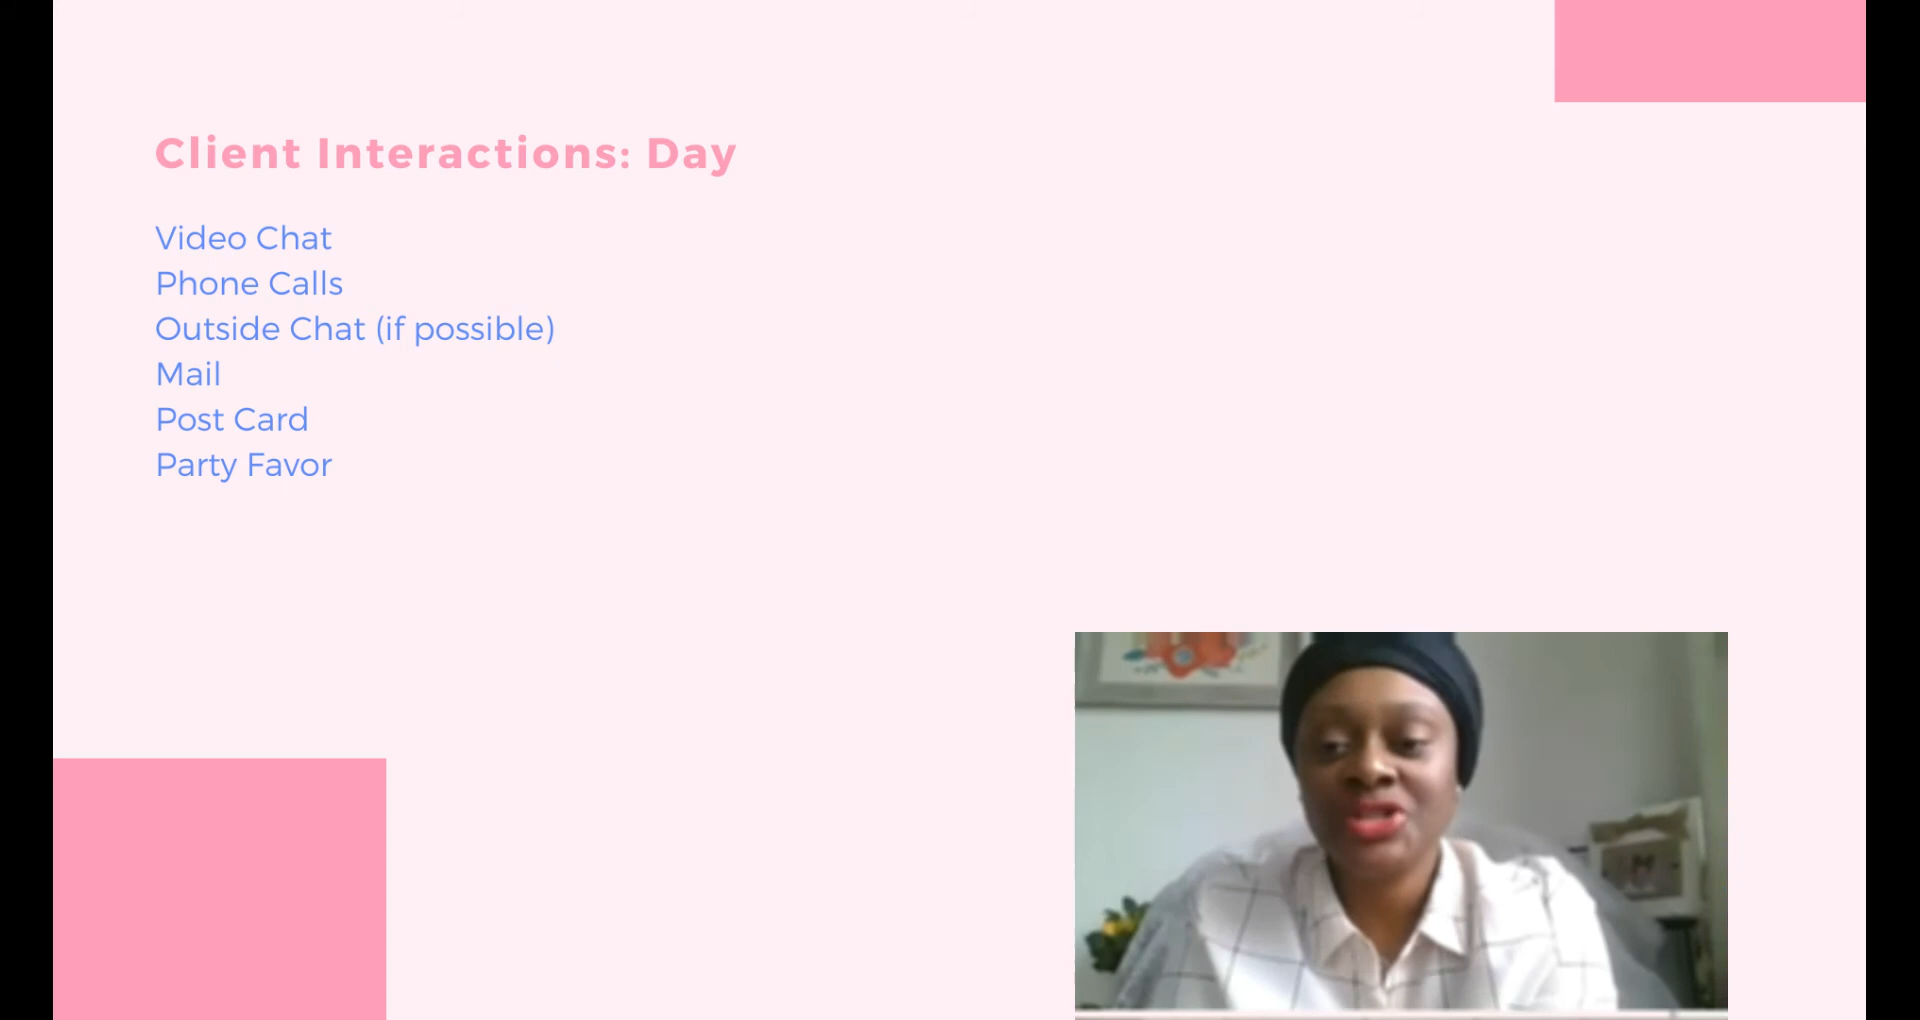 Client Interactions: Day
Video Chat
Phone Calls
Outside Chat (if possible)
Mail
Post Card
Party Favor